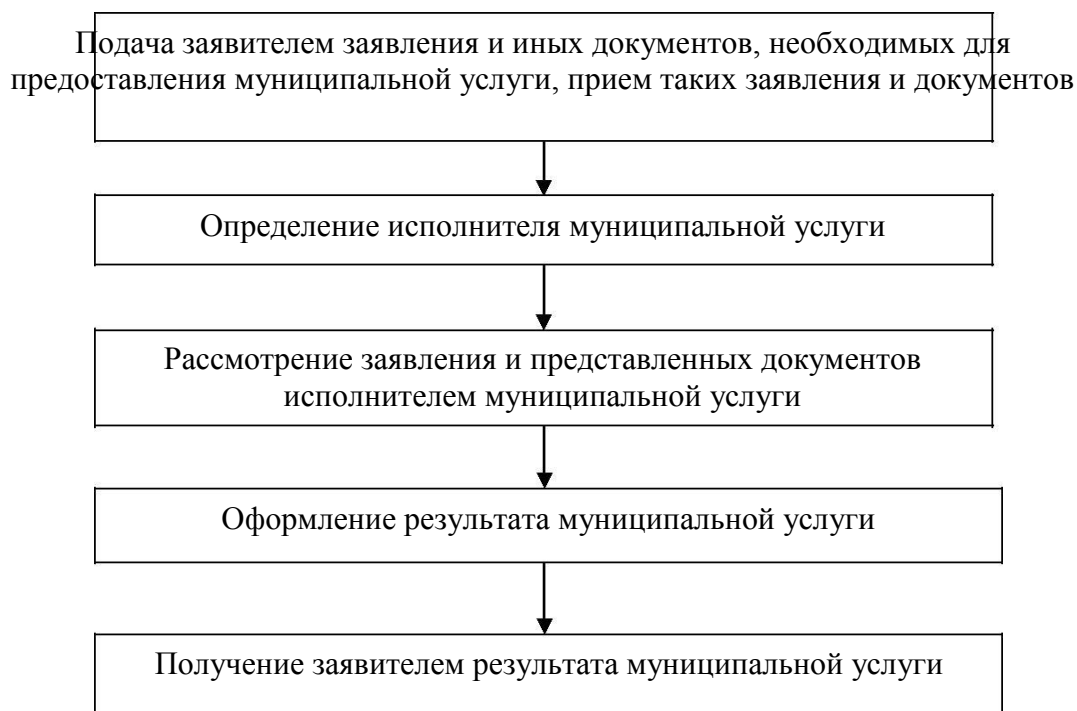 Подача заявителем заявления и иных документов, необходимых для
предоставления муниципальной услуги, прием таких заявления и документов
Определение исполнителя муниципальной услуги
Рассмотрение заявления и представленных документов
исполнителем муниципальной услуги
Оформление результата муниципальной услуги
Получение заявителем результата муниципальной услуги